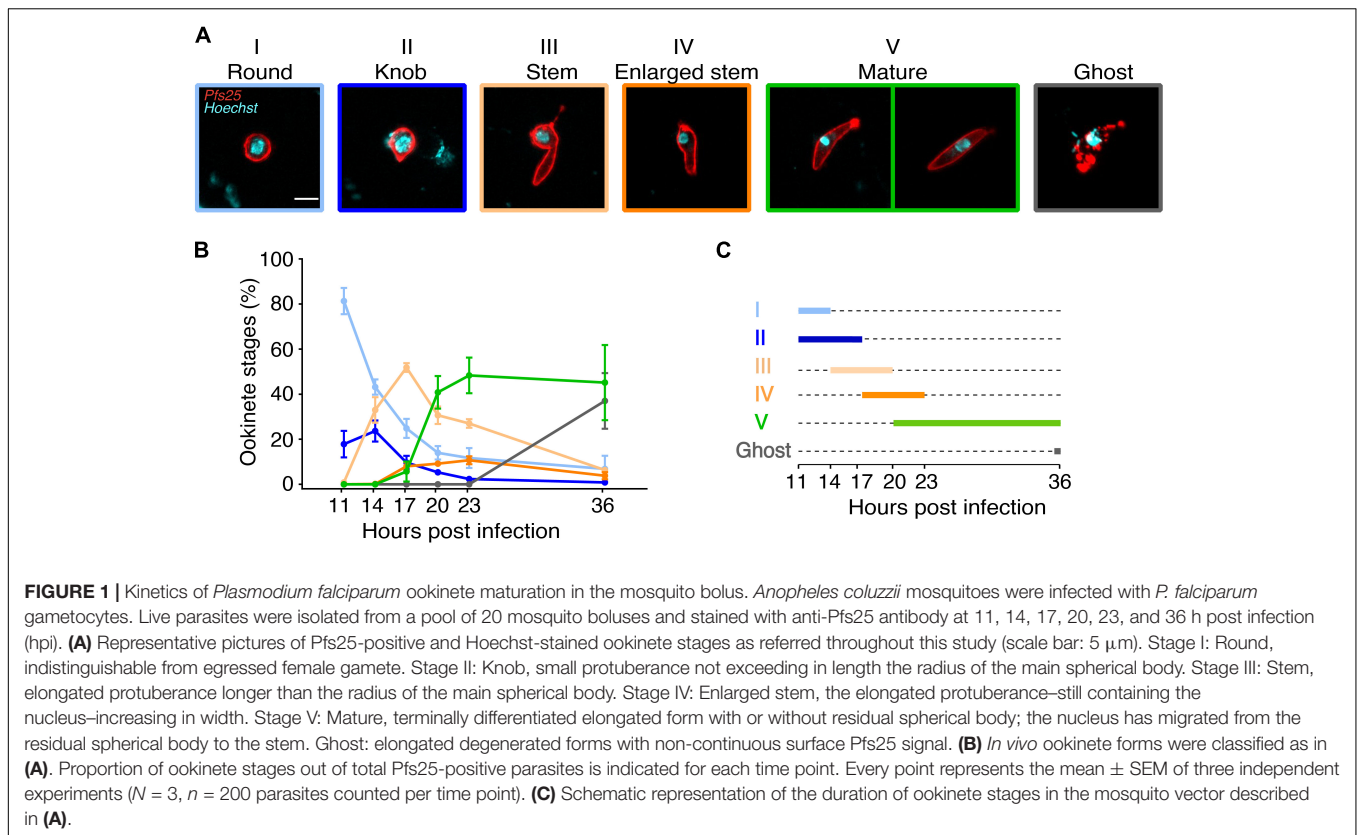 A
I II III IV V
Round Knob Stem Enlarged stem Mature Ghost
Pfs25
Hoechst
B
Ookinete stages (%)
100
80
60
40
20
0
11 14 17 20 23 36
Hours post infection
C
I
II
III
IV
V
Ghost
11 14 17 20 23 36
Hours post infection
FIGURE 1 | Kinetics of Plasmodium falciparum ookinete maturation in the mosquito bolus. Anopheles coluzzii mosquitoes were infected with P. falciparum
gametocytes. Live parasites were isolated from a pool of 20 mosquito boluses and stained with anti-Pfs25 antibody at 11, 14, 17, 20, 23, and 36 h post infection
(hpi). (A) Representative pictures of Pfs25-positive and Hoechst-stained ookinete stages as referred throughout this study (scale bar: 5 μm). Stage I: Round,
indistinguishable from egressed female gamete. Stage II: Knob, small protuberance not exceeding in length the radius of the main spherical body. Stage III: Stem,
elongated protuberance longer than the radius of the main spherical body. Stage IV: Enlarged stem, the elongated protuberance–still containing the
nucleus–increasing in width. Stage V: Mature, terminally differentiated elongated form with or without residual spherical body; the nucleus has migrated from the
residual spherical body to the stem. Ghost: elongated degenerated forms with non-continuous surface Pfs25 signal. (B) In vivo ookinete forms were classified as in
(A). Proportion of ookinete stages out of total Pfs25-positive parasites is indicated for each time point. Every point represents the mean ± SEM of three independent
experiments (N = 3, n = 200 parasites counted per time point). (C) Schematic representation of the duration of ookinete stages in the mosquito vector described
in (A).